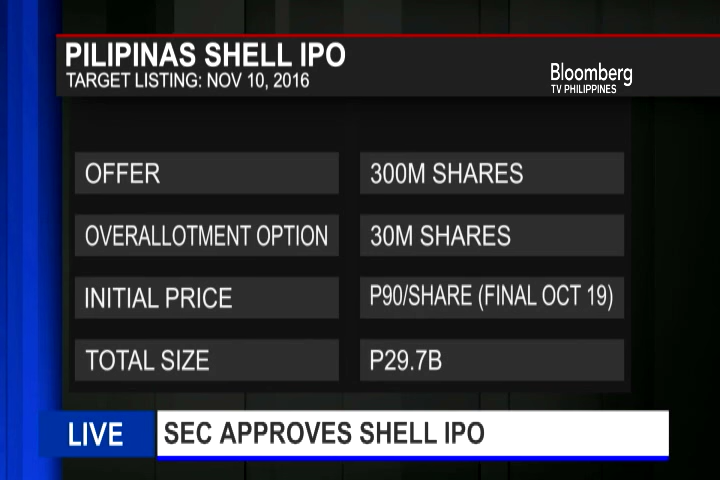 PILIPINAS SHELL IPO
TARGET LISTING: NOV 10, 2016
Bloomberg
TV PHILIPPINES
OFFER 300M SHARES
OVERALLOTMENT OPTION 30M SHARES
INITIAL PRICE P90/SHARE (FINAL OCT 19)
TOTAL SIZE P29.7B
LIVE SEC APPROVES SHELL IPO